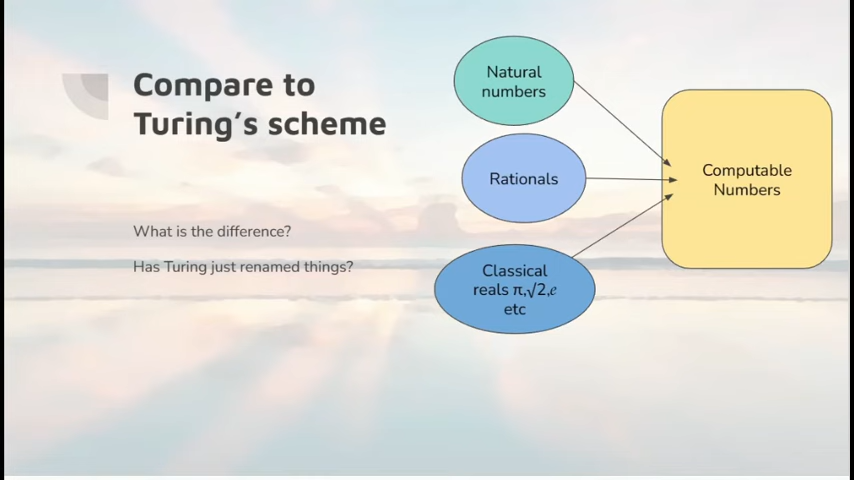 Compare to
Turing's scheme
What is the difference?
Has Turing just renamed things?
Natural
numbers
Rationals
Classical
reals π,√2,e
etc
Computable
Numbers